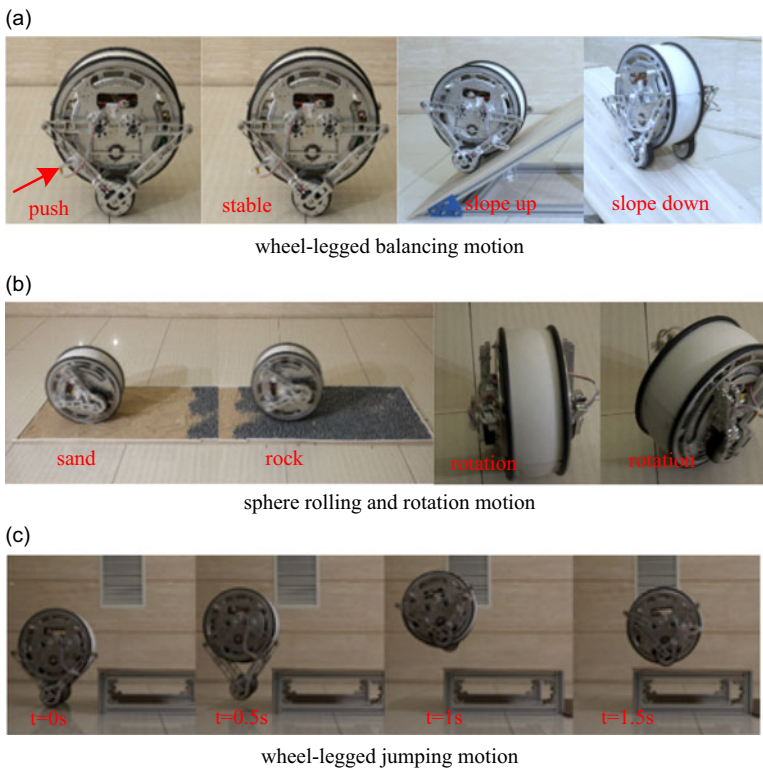 (a)
push
stable
slope up
slope down
wheel-legged balancing motion
(b)
sand
rock
rotation
rotation
sphere rolling and rotation motion
(c)
t=0s
t=0.5s
t=1s
t=1.5s
wheel-legged jumping motion